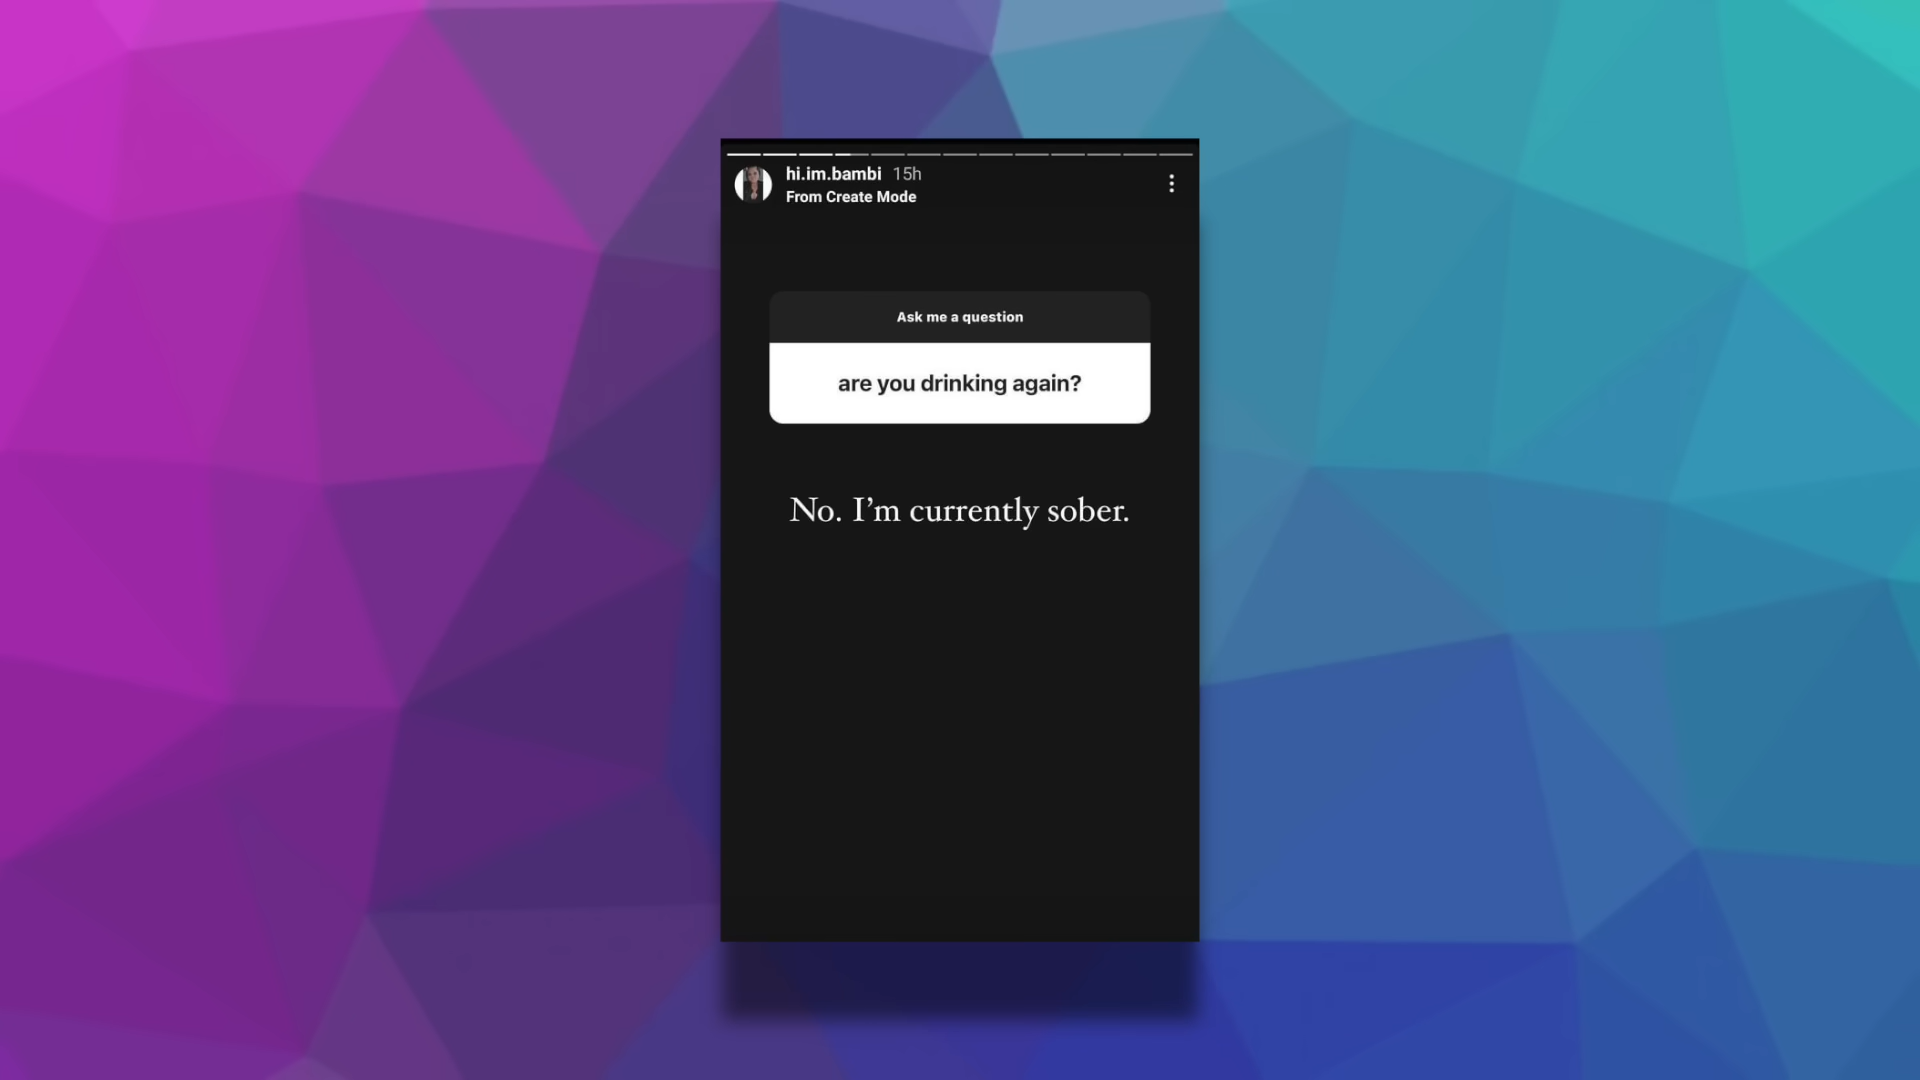 hi.im.bambi 15h
From Create Mode
Ask me a question
are you drinking again?
No. I’m currently sober.